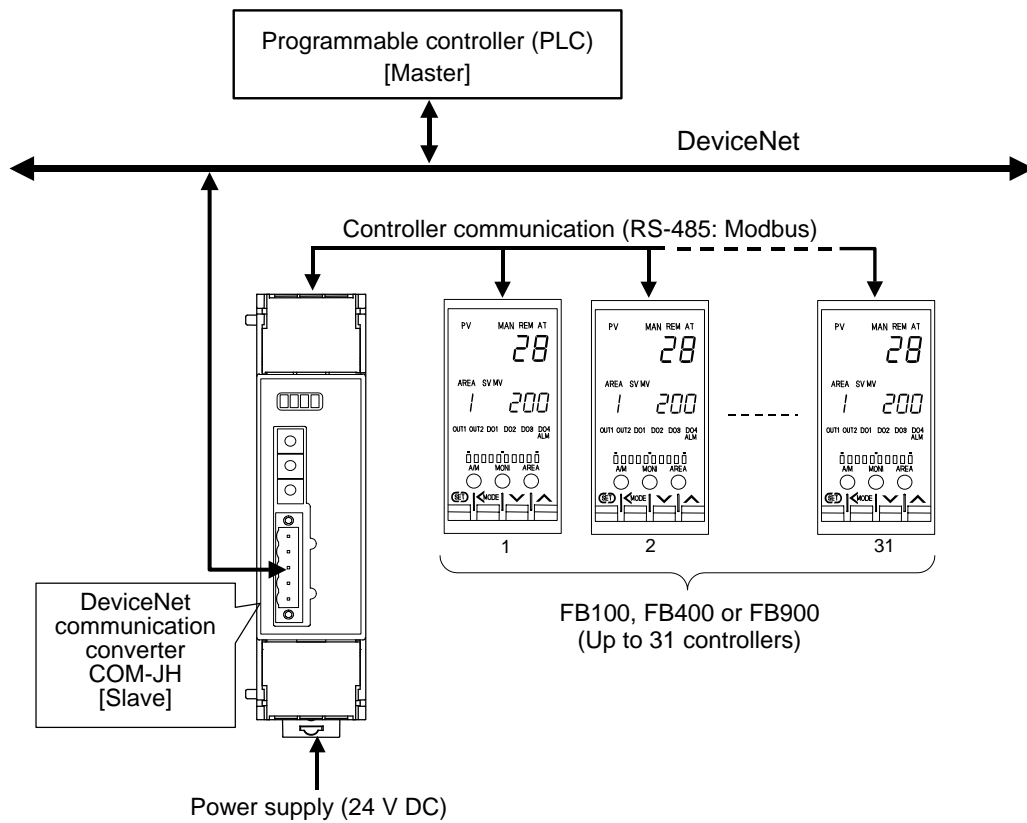 Programmable controller (PLC)
[Master]
DeviceNet
Controller communication (RS-485: Modbus)
PV MAN REM AT
28
AREA SV MV
1 200
OUT1 OUT2 DO1 DO2 DO3 DO4
ALM
A/M MONI AREA
SET <MODE
1
PV MAN REM AT
28
AREA SV MV
1 200
OUT1 OUT2 DO1 DO2 DO3 DO4
ALM
A/M MONI AREA
SET <MODE
2
PV MAN REM AT
28
AREA SV MV
1 200
OUT1 OUT2 DO1 DO2 DO3 DO4
ALM
A/M MONI AREA
SET <MODE
31
FB100, FB400 or FB900
(Up to 31 controllers)
DeviceNet
communication
converter
COM-JH
[Slave]
Power supply (24 V DC)